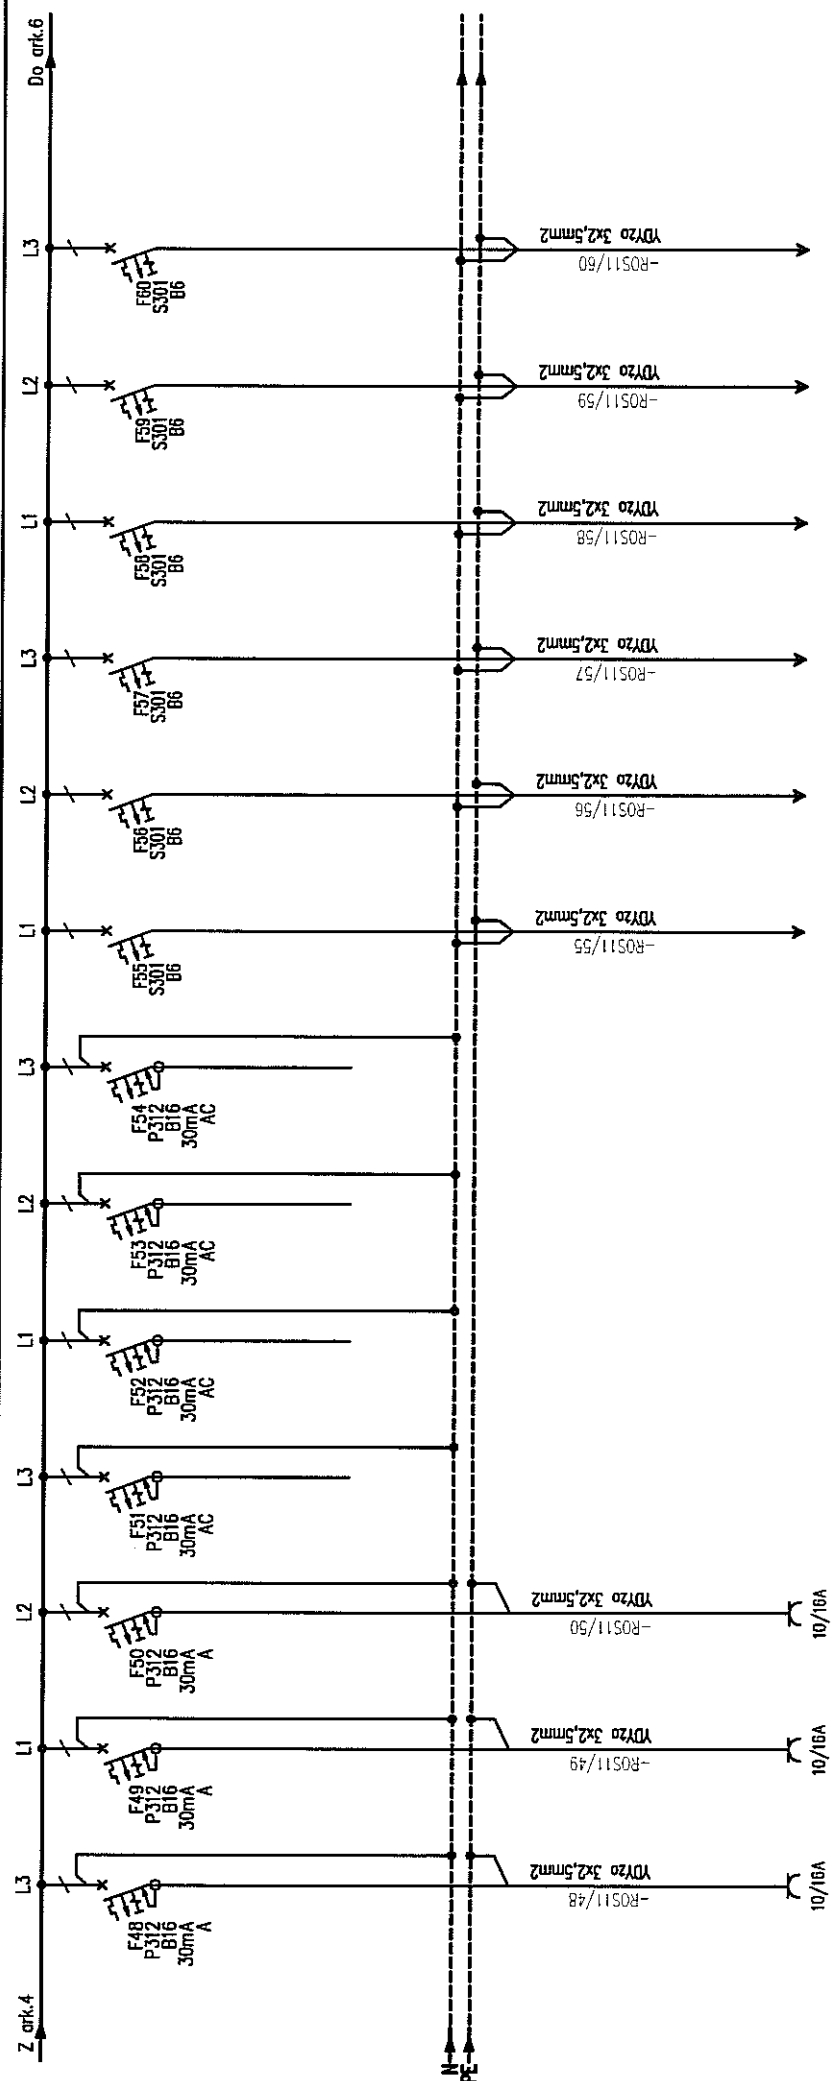 Z ark.4
Do ark.6
L3
F48
P312
B16
30mA
A
-ROS11/48
YDYżo 3x2,5mm2
10/16A
L1
F49
P312
B16
30mA
A
-ROS11/49
YDYżo 3x2,5mm2
10/16A
L2
F50
P312
B16
30mA
A
-ROS11/50
YDYżo 3x2,5mm2
10/16A
L3
F51
P312
B16
30mA
AC
L1
F52
P312
B16
30mA
AC
L2
F53
P312
B16
30mA
AC
L3
F54
P312
B16
30mA
AC
L1
F55
S301
B6
-ROS11/55
YDYżo 3x2,5mm2
L2
F56
S301
B6
-ROS11/56
YDYżo 3x2,5mm2
L3
F57
S301
B6
-ROS11/57
YDYżo 3x2,5mm2
L1
F58
S301
B6
-ROS11/58
YDYżo 3x2,5mm2
L2
F59
S301
B6
-ROS11/59
YDYżo 3x2,5mm2
L3
F60
S301
B6
-ROS11/60
YDYżo 3x2,5mm2
N
PE